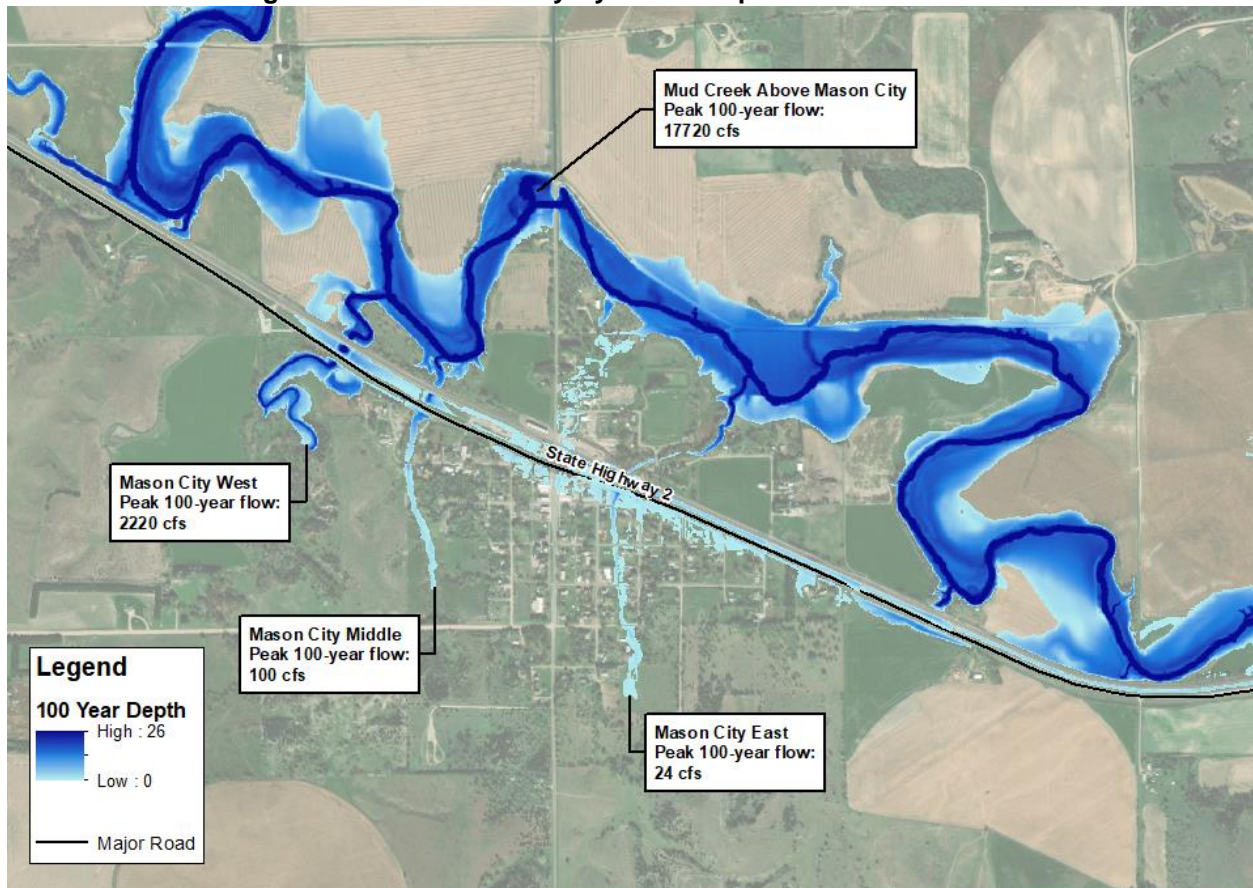 Mud Creek Above Mason City
Peak 100-year flow:
17720 cfs
State Highway 2
Mason City West
Peak 100-year flow:
2220 cfs
Mason City Middle
Peak 100-year flow:
100 cfs
Mason City East
Peak 100-year flow:
24 cfs
Legend
100 Year Depth
High : 26
Low : 0
Major Road